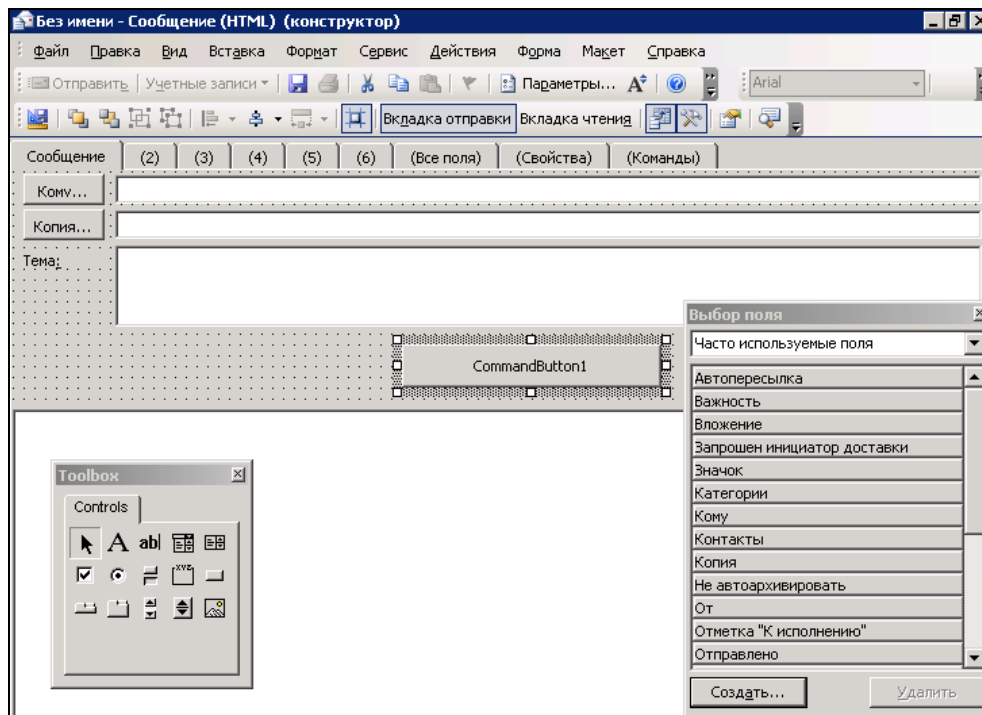 Без имени - Сообщение (HTML) (конструктор)
Файл Правка Вид Вставка Формат Сервис Действия Форма Макет Справка
Отправить Учетные записи Параметры... A Arial
Вкладка отправки Вкладка чтения
Сообщение (2) (3) (4) (5) (6) (Все поля) (Свойства) (Команды)
Кому...
Копия...
Тема:
CommandButton1
Выбор поля
Часто используемые поля
Автопересылка
Важность
Вложение
Запрошен инициатор доставки
Значок
Категории
Кому
Контакты
Копия
Не автоархивировать
От
Отметка "К исполнению"
Отправлено
Создать... Удалить
Toolbox
Controls
A ab
xyz